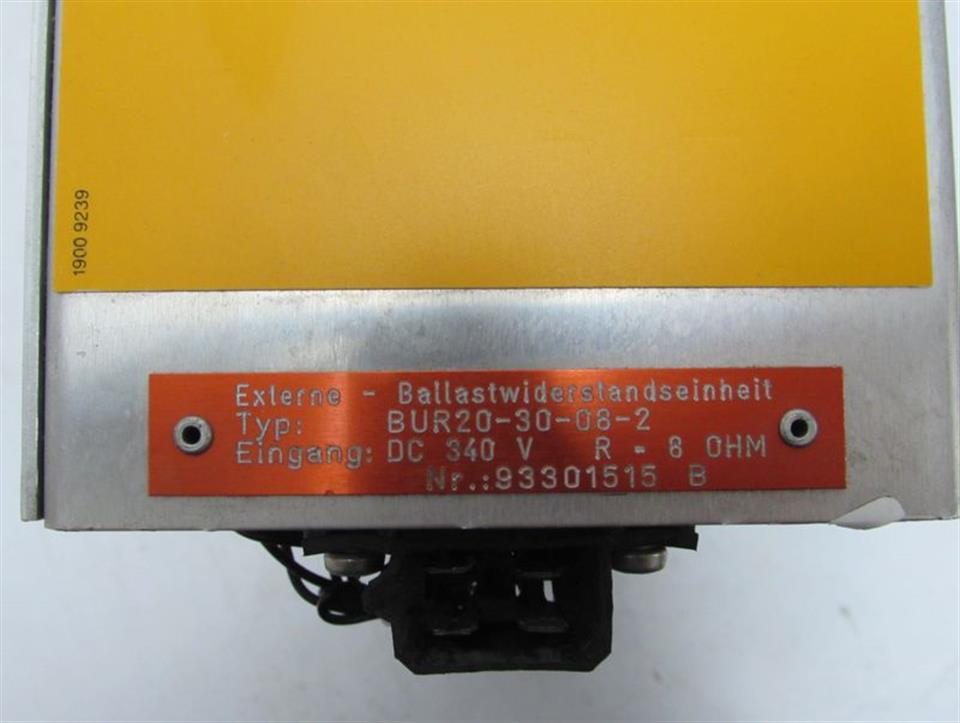 1900 9239
Externe - Ballastwiderstandseinheit
Typ: BUR20-30-08-2
Eingang: DC 340 V R - 8 OHM
Nr.:93301515 B